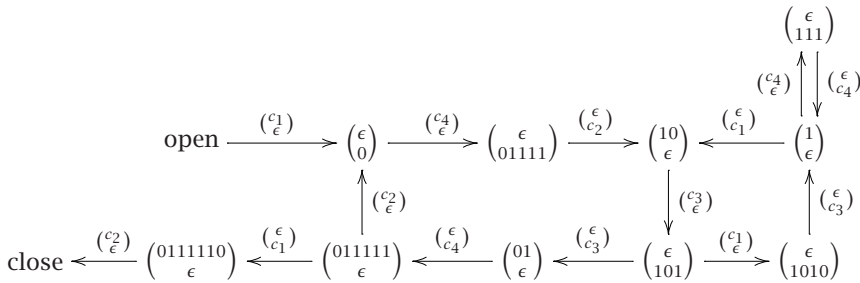 (ϵ 111)
(c₄ ϵ) (ϵ c₄)
open (c₁ ϵ) (ϵ 0) (c₄ ϵ) (ϵ 01111) (ϵ c₂) (10 ϵ) (ϵ c₁) (1 ϵ)
(c₂ ϵ) (c₃ ϵ) (ϵ c₃)
close (c₂ ϵ) (0111110 ϵ) (ϵ c₁) (011111 ϵ) (ϵ c₄) (01 ϵ) (ϵ c₃) (ϵ 101) (c₁ ϵ) (ϵ 1010)